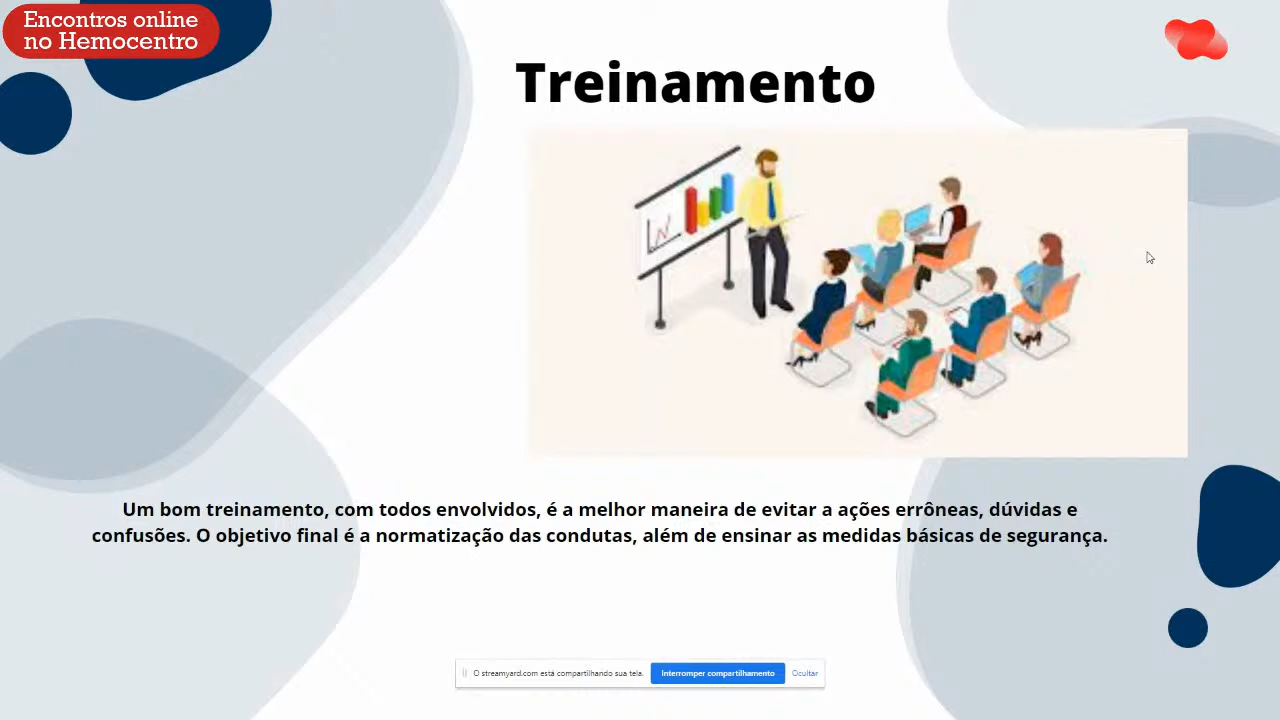 Encontros online
no Hemocentro
Treinamento
Um bom treinamento, com todos envolvidos, é a melhor maneira de evitar a ações errôneas, dúvidas e
confusões. O objetivo final é a normatização das condutas, além de ensinar as medidas básicas de segurança.
O streamyard.com está compartilhando sua tela. Interromper compartilhamento Ocultar